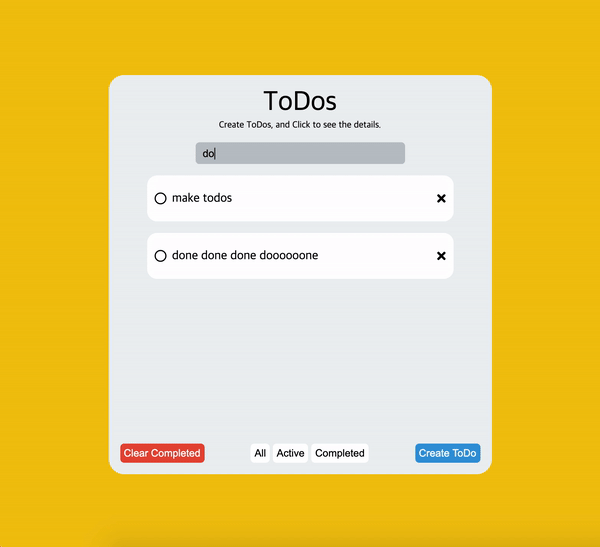 ToDos
Create ToDos, and Click to see the details.
do
make todos
done done done doooooone
Clear Completed All Active Completed Create ToDo